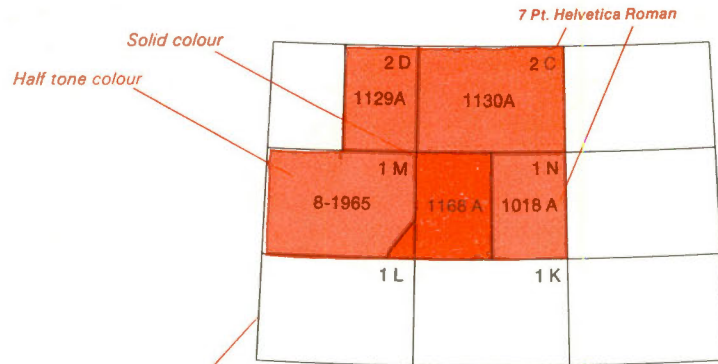 7 Pt. Helvetica Roman
Solid colour
Half tone colour
2 D
2 C
1129A
1130A
1 M
1 N
8-1965
1166 A
1018 A
1 L
1 K